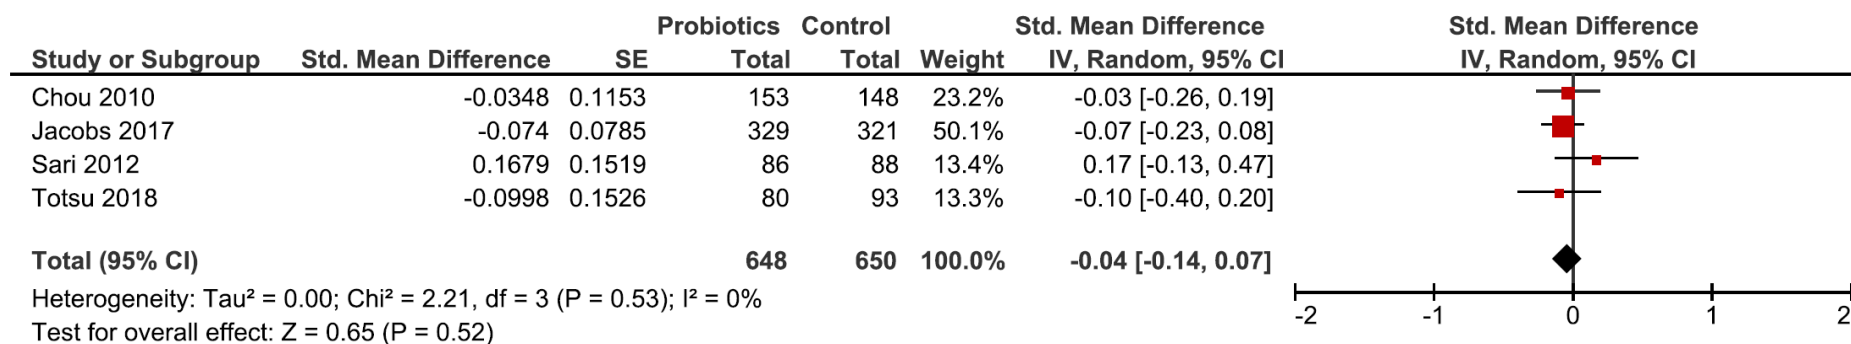 Probiotics Control Std. Mean Difference Std. Mean Difference
Study or Subgroup Std. Mean Difference SE Total Total Weight IV, Random, 95% CI IV, Random, 95% CI
Chou 2010 -0.0348 0.1153 153 148 23.2% -0.03 [-0.26, 0.19]
Jacobs 2017 -0.074 0.0785 329 321 50.1% -0.07 [-0.23, 0.08]
Sari 2012 0.1679 0.1519 86 88 13.4% 0.17 [-0.13, 0.47]
Totsu 2018 -0.0998 0.1526 80 93 13.3% -0.10 [-0.40, 0.20]
Total (95% CI) 648 650 100.0% -0.04 [-0.14, 0.07]
Heterogeneity: Tau² = 0.00; Chi² = 2.21, df = 3 (P = 0.53); I² = 0%
Test for overall effect: Z = 0.65 (P = 0.52)
-2 -1 0 1 2